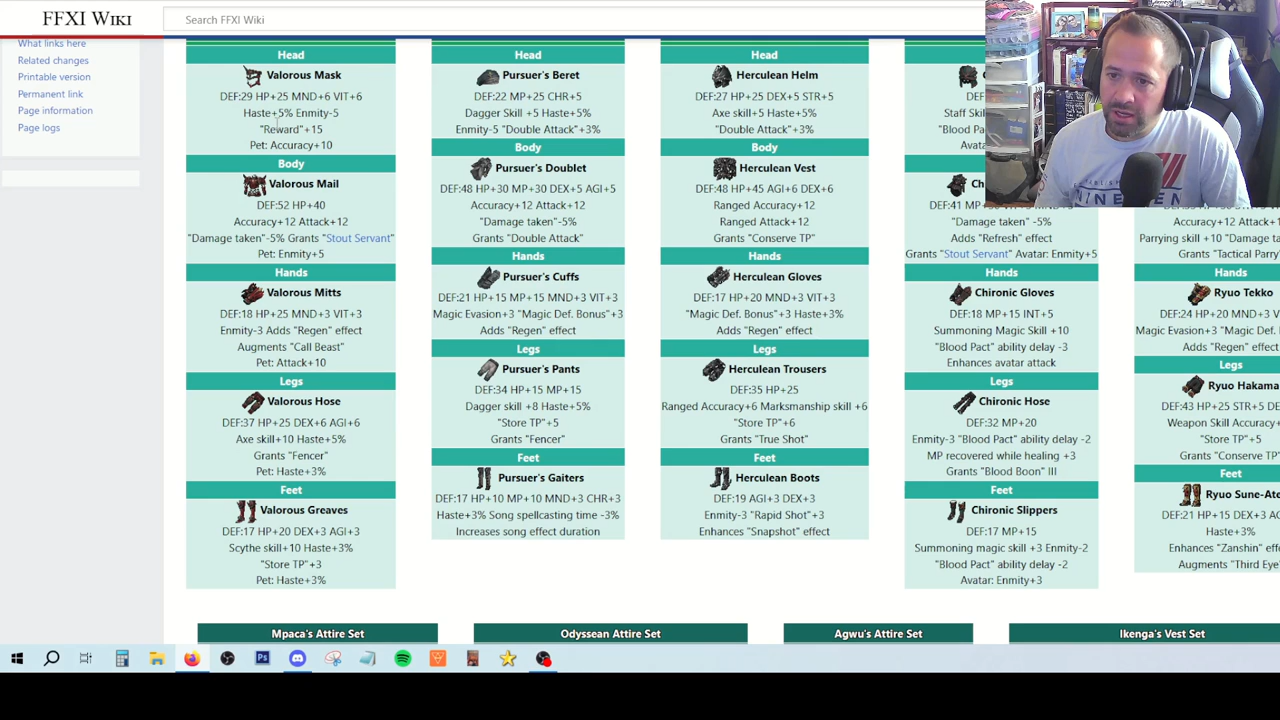 FFXI Wiki
Search FFXI Wiki
What links here
Related changes
Printable version
Permanent link
Page information
Page logs
Head
Valorous Mask
DEF:29 HP+25 MND+6 VIT+6
Haste+5% Enmity-5
"Reward"+15
Pet: Accuracy+10
Body
Valorous Mail
DEF:52 HP+40
Accuracy+12 Attack+12
"Damage taken"-5% Grants "Stout Servant"
Pet: Enmity+5
Hands
Valorous Mitts
DEF:18 HP+25 MND+3 VIT+3
Enmity-3 Adds "Regen" effect
Augments "Call Beast"
Pet: Attack+10
Legs
Valorous Hose
DEF:37 HP+25 DEX+6 AGI+6
Axe skill+10 Haste+5%
Grants "Fencer"
Pet: Haste+3%
Feet
Valorous Greaves
DEF:17 HP+20 DEX+3 AGI+3
Scythe skill+10 Haste+3%
"Store TP"+3
Pet: Haste+3%
Head
Pursuer's Beret
DEF:22 MP+25 CHR+5
Dagger Skill +5 Haste+5%
Enmity-5 "Double Attack"+3%
Body
Pursuer's Doublet
DEF:48 HP+30 MP+30 DEX+5 AGI+5
Accuracy+12 Attack+12
"Damage taken"-5%
Grants "Double Attack"
Hands
Pursuer's Cuffs
DEF:21 HP+15 MP+15 MND+3 VIT+3
Magic Evasion+3 "Magic Def. Bonus"+3
Adds "Regen" effect
Legs
Pursuer's Pants
DEF:34 HP+15 MP+15
Dagger skill +8 Haste+5%
"Store TP"+5
Grants "Fencer"
Feet
Pursuer's Gaiters
DEF:17 HP+10 MP+10 MND+3 CHR+3
Haste+3% Song spellcasting time -3%
Increases song effect duration
Head
Herculean Helm
DEF:27 HP+25 DEX+5 STR+5
Axe skill+5 Haste+5%
"Double Attack"+3%
Body
Herculean Vest
DEF:48 HP+45 AGI+6 DEX+6
Ranged Accuracy+12
Ranged Attack+12
Grants "Conserve TP"
Hands
Herculean Gloves
DEF:17 HP+20 MND+3 VIT+3
"Magic Def. Bonus"+3 Haste+3%
Adds "Regen" effect
Legs
Herculean Trousers
DEF:35 HP+25
Ranged Accuracy+6 Marksmanship skill +6
"Store TP"+6
Grants "True Shot"
Feet
Herculean Boots
DEF:19 AGI+3 DEX+3
Enmity-3 "Rapid Shot"+3
Enhances "Snapshot" effect
Staff Skil
"Blood Pa
Avata
DEF:41
"Damage taken" -5%
Adds "Refresh" effect
Grants "Stout Servant" Avatar: Enmity+5
Hands
Chironic Gloves
DEF:18 MP+15 INT+5
Summoning Magic Skill +10
"Blood Pact" ability delay -3
Enhances avatar attack
Legs
Chironic Hose
DEF:32 MP+20
Enmity-3 "Blood Pact" ability delay -2
MP recovered while healing +3
Grants "Blood Boon" III
Feet
Chironic Slippers
DEF:17 MP+15
Summoning magic skill +3 Enmity-2
"Blood Pact" ability delay -2
Avatar: Enmity+3
Accuracy+12 Attack+12
Parrying skill +10 "Damage ta
Grants "Tactical Parry
Hands
Ryuo Tekko
DEF:24 HP+20 MND+3 V
Magic Evasion+3 "Magic Def.
Adds "Regen" effect
Legs
Ryuo Hakama
DEF:43 HP+25 STR+5 DE
Weapon Skill Accuracy+
"Store TP"+5
Grants "Conserve TP"
Feet
Ryuo Sune-Ate
DEF:21 HP+15 DEX+3 AG
Haste+3%
Enhances "Zanshin" effe
Augments "Third Eye"
Mpaca's Attire Set
Odyssean Attire Set
Agwu's Attire Set
Ikenga's Vest Set